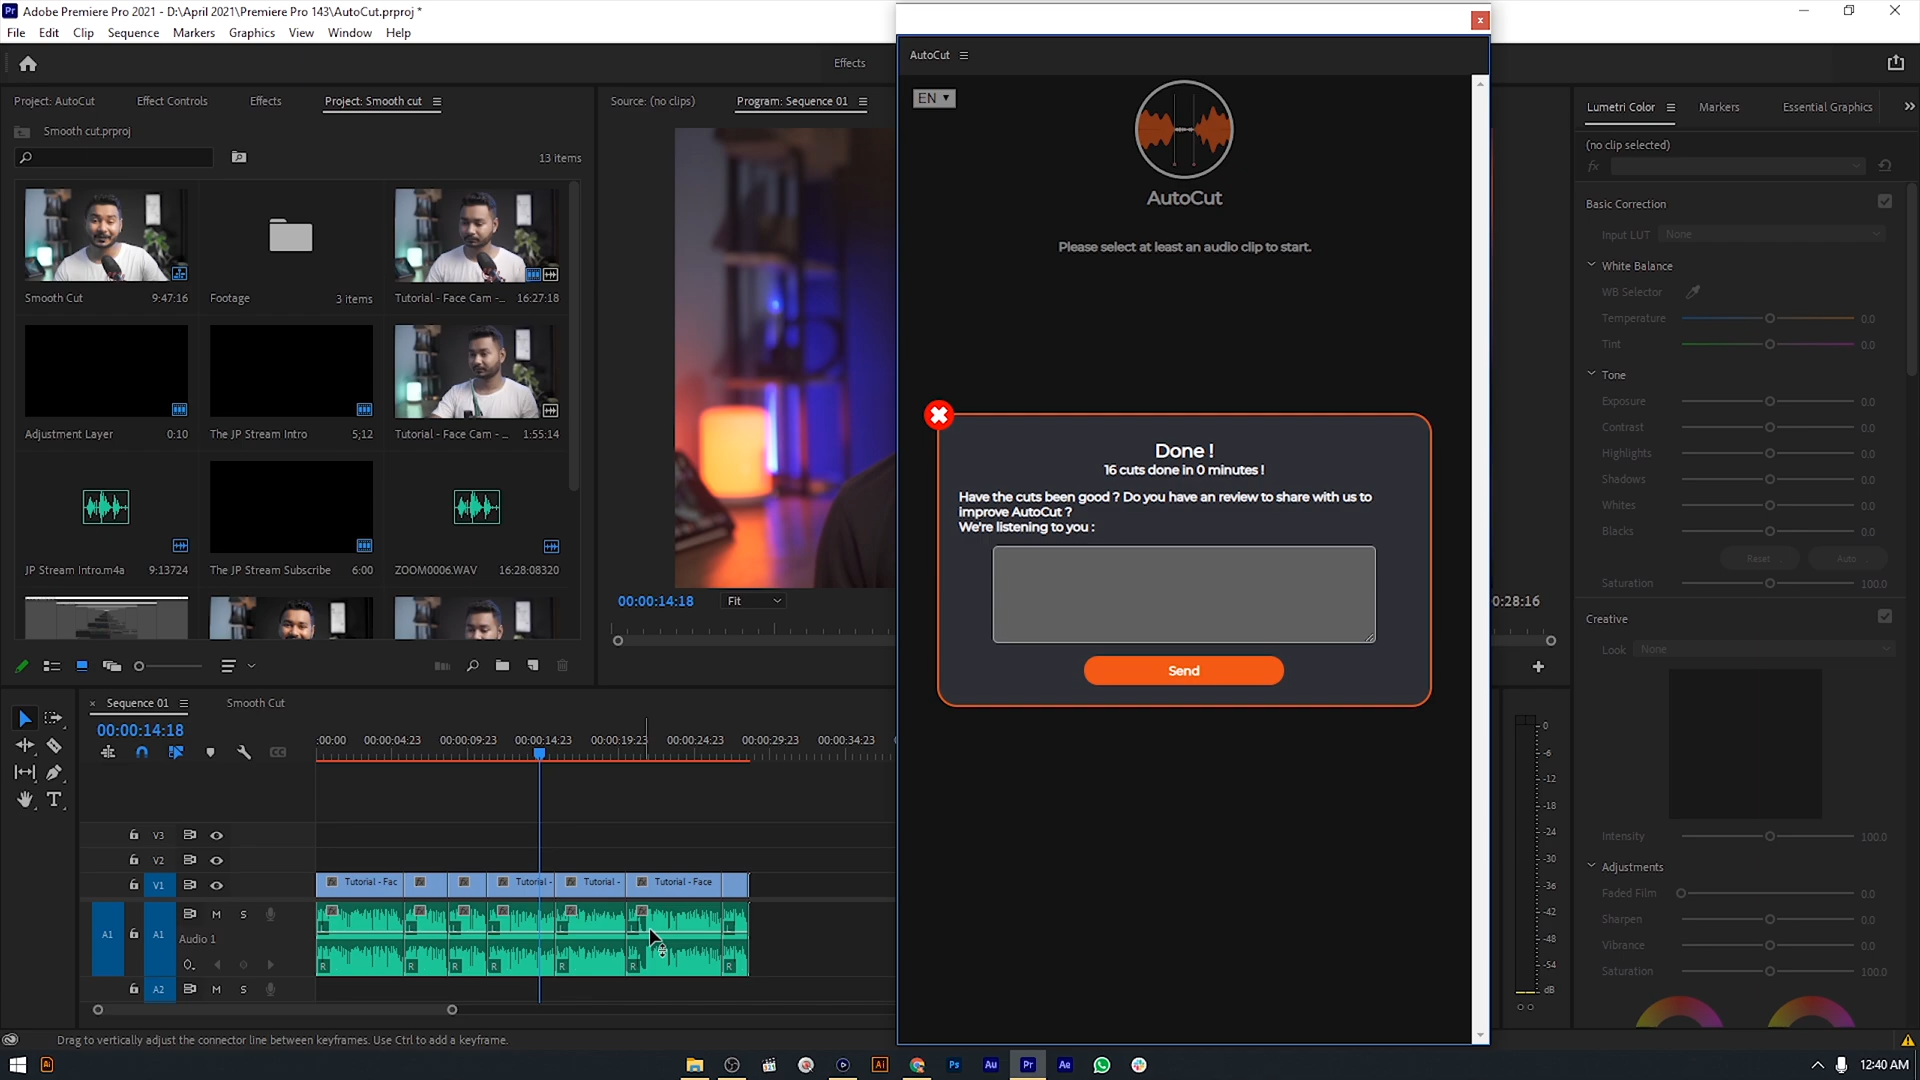 Adobe Premiere Pro 2021 - D:\April 2021\Premiere Pro 143\AutoCut.prproj *
File Edit Clip Sequence Markers Graphics View Window Help
Effects
Project: AutoCut Effect Controls Effects Project: Smooth cut
Smooth cut.prproj
13 items
Smooth Cut 9:47:16
Footage 3 items
Tutorial - Face Cam -... 16:27:18
Adjustment Layer 0:10
The JP Stream Intro 5;12
Tutorial - Face Cam - ... 1:55:14
JP Stream Intro.m4a 9:13724
The JP Stream Subscribe 6:00
ZOOM0006.WAV 16:28:08320
Source: (no clips) Program: Sequence 01
00:00:14:18 Fit
0:28:16
AutoCut
EN
AutoCut
Please select at least an audio clip to start.
Done !
16 cuts done in 0 minutes !
Have the cuts been good ? Do you have an review to share with us to
improve AutoCut ?
We're listening to you :
Send
Lumetri Color Markers Essential Graphics
(no clip selected)
fx
Basic Correction
Input LUT None
White Balance
WB Selector
Temperature 0.0
Tint 0.0
Tone
Exposure 0.0
Contrast 0.0
Highlights 0.0
Shadows 0.0
Whites 0.0
Blacks 0.0
Reset Auto
Saturation 100.0
Creative
Look None
Intensity 100.0
Adjustments
Faded Film 0.0
Sharpen 0.0
Vibrance 0.0
Saturation 100.0
Sequence 01 Smooth Cut
00:00:14:18
:00:00 00:00:04:23 00:00:09:23 00:00:14:23 00:00:19:23 00:00:24:23 00:00:29:23 00:00:34:23
V3
V2
V1
Tutorial - Fac Tutorial - Tutorial - Tutorial - Face
A1 A1 M S
Audio 1
L L L L L L L
R R R R R R R
A2 M S
0
-6
-12
-18
-24
-30
-36
-42
-48
-54
dB
Drag to vertically adjust the connector line between keyframes. Use Ctrl to add a keyframe.
Ai Ai Ps Au Pr Ae
12:40 AM